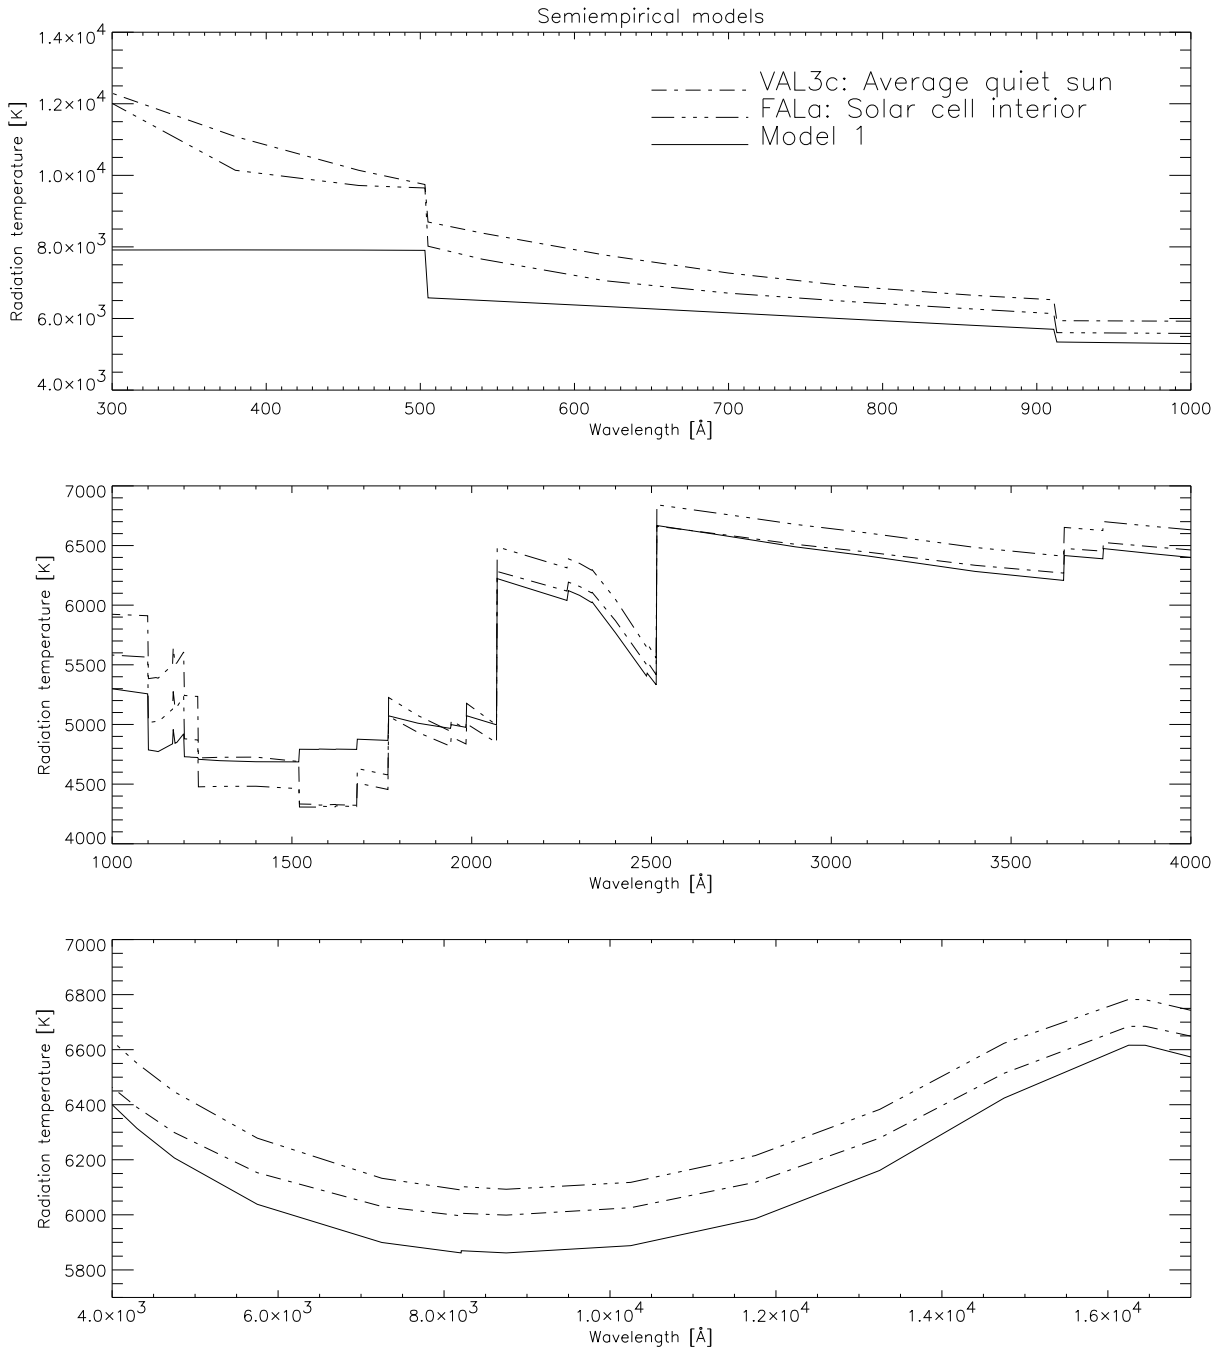 Semiempirical models
1.4×10⁴
1.2×10⁴
1.0×10⁴
8.0×10³
6.0×10³
4.0×10³
Radiation temperature [K]
VAL3c: Average quiet sun
FALa: Solar cell interior
Model 1
300 400 500 600 700 800 900 1000
Wavelength [Å]
7000
6500
6000
5500
5000
4500
4000
Radiation temperature [K]
1000 1500 2000 2500 3000 3500 4000
Wavelength [Å]
7000
6800
6600
6400
6200
6000
5800
Radiation temperature [K]
4.0×10³ 6.0×10³ 8.0×10³ 1.0×10⁴ 1.2×10⁴ 1.4×10⁴ 1.6×10⁴
Wavelength [Å]